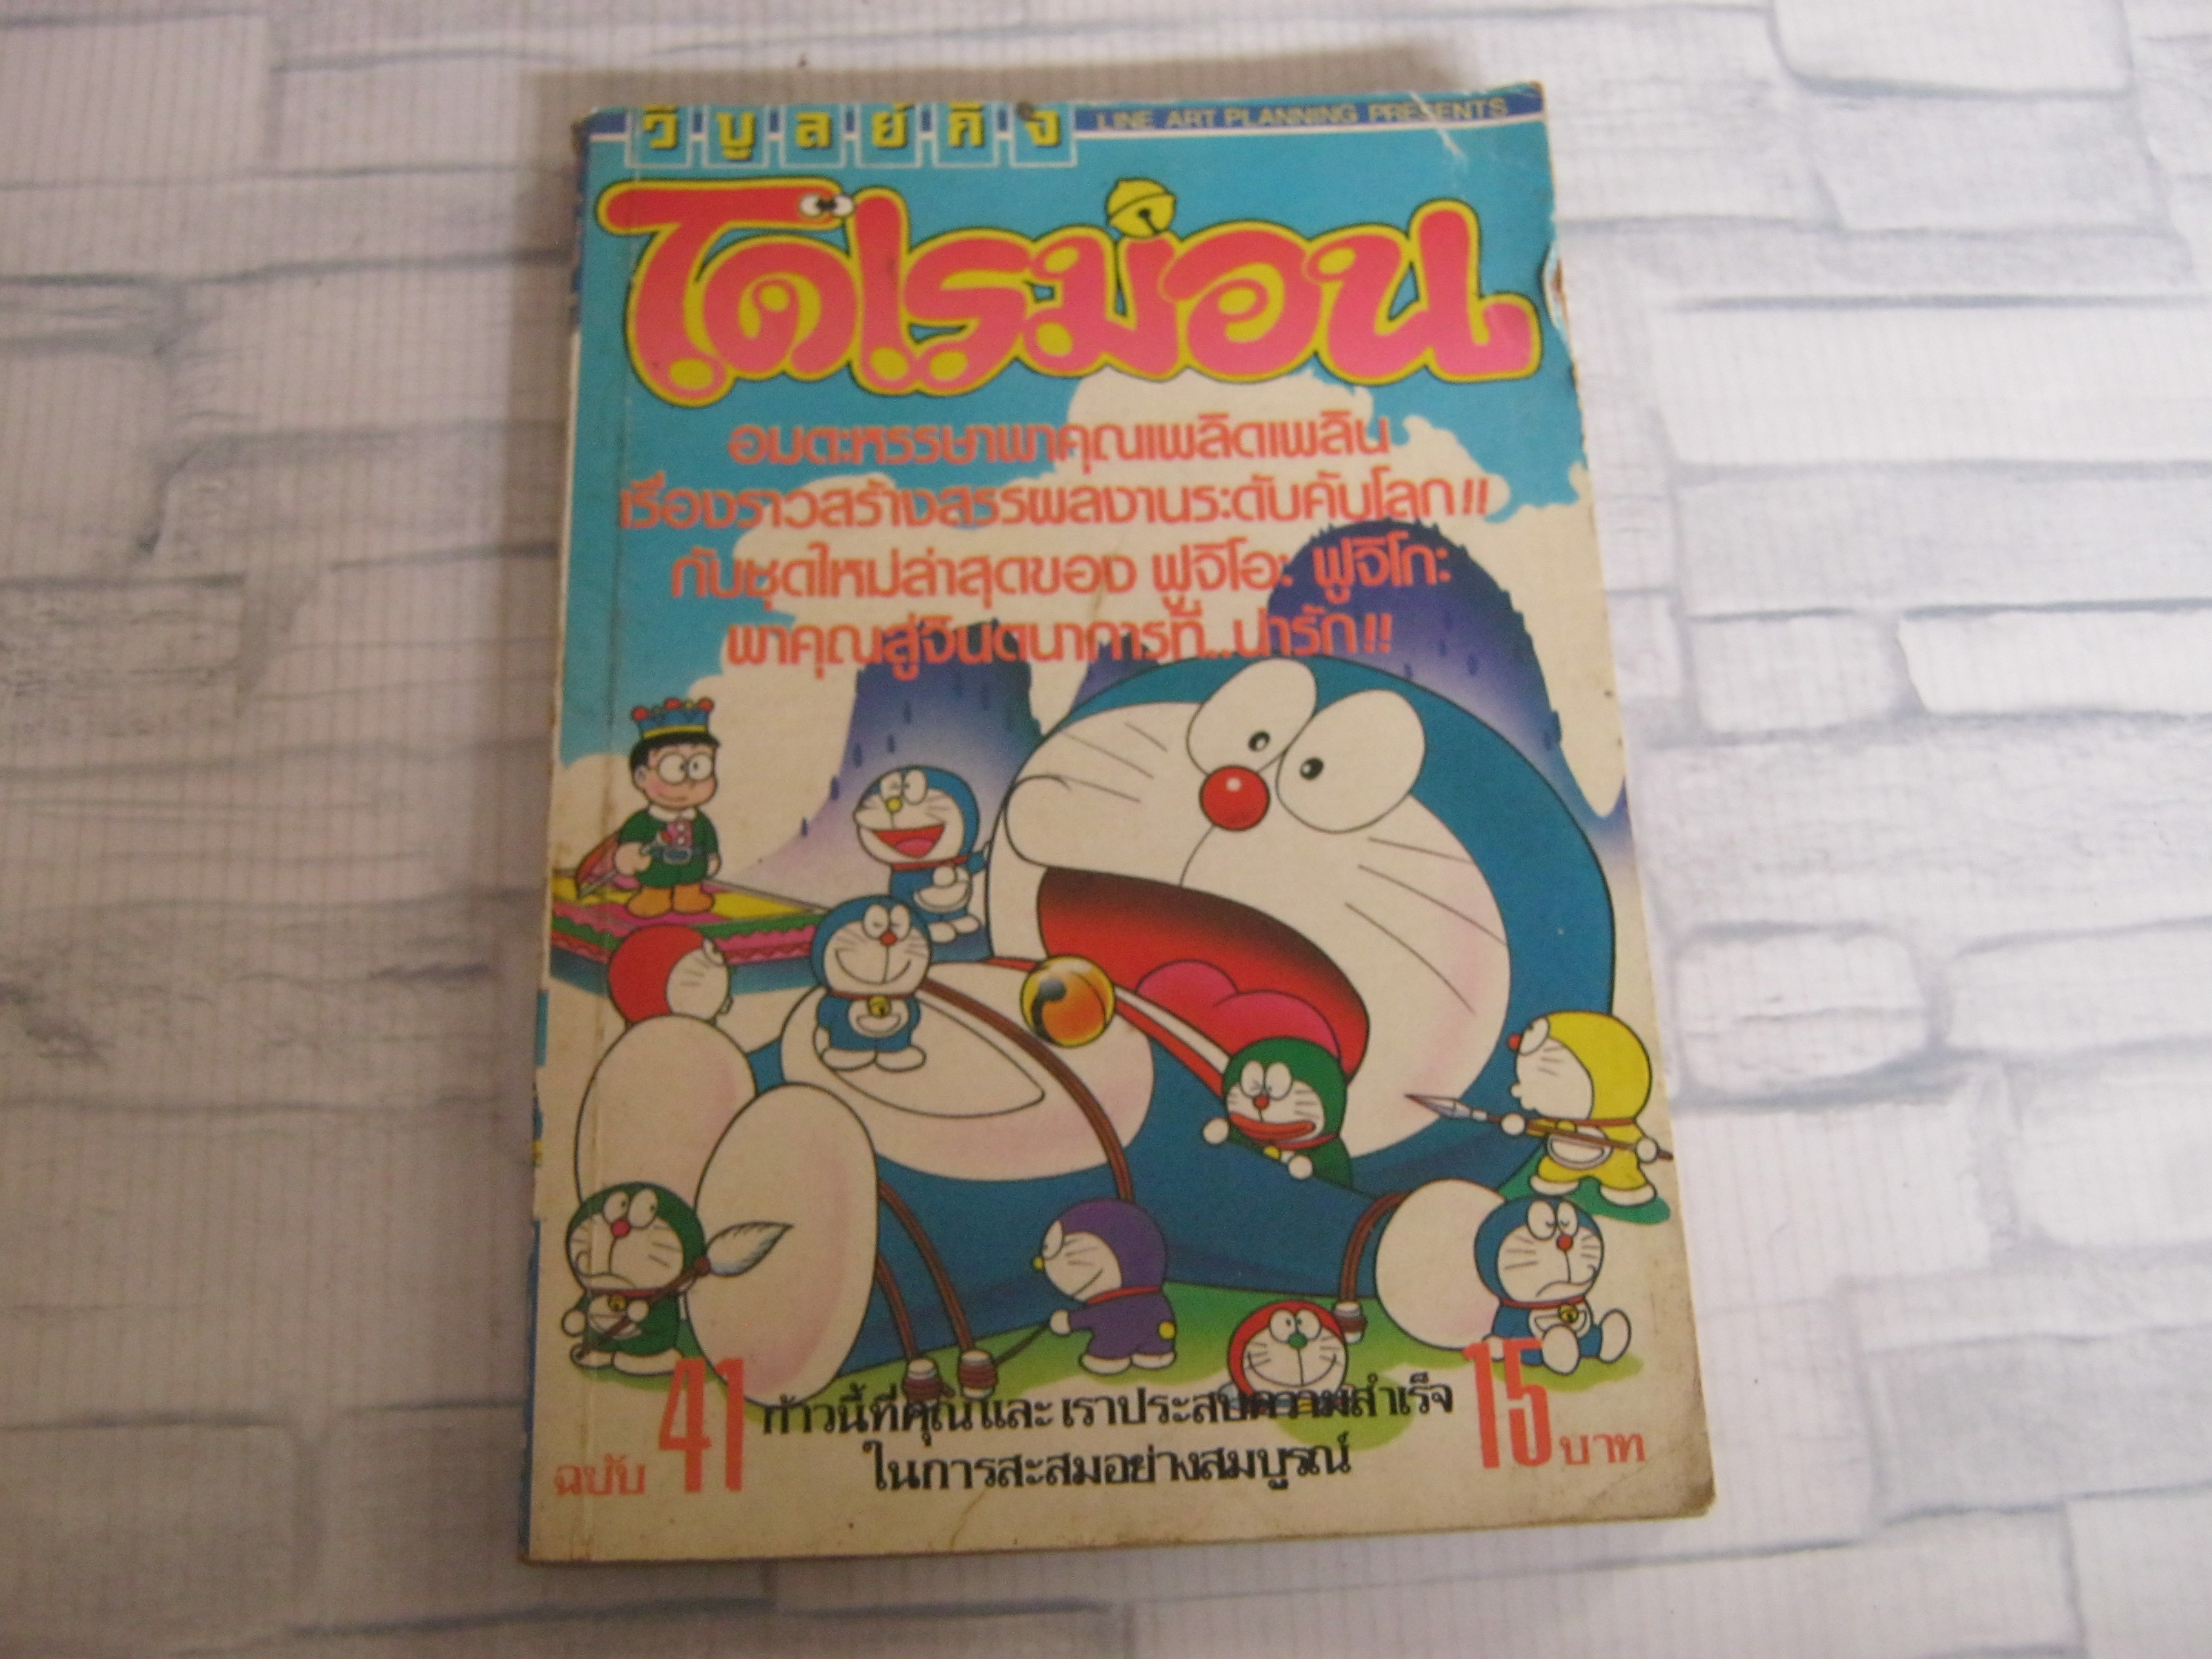 วิบูลย์กิจ
LINE ART PLANNING PRESENTS
โดเรม่อน
อมตะหรรษาพาคุณเพลิดเพลิน
เรื่องราวสร้างสรรผลงานระดับคับโลก!!
กับชุดใหม่ล่าสุดของ ฟูจิโอะ ฟูจิโกะ
พาคุณสู่จินตนาการที่...น่ารัก!!
ฉบับ 41
ก้าวนี้ที่คุณและเราประสบความสำเร็จ
ในการสะสมอย่างสมบูรณ์
15 บาท